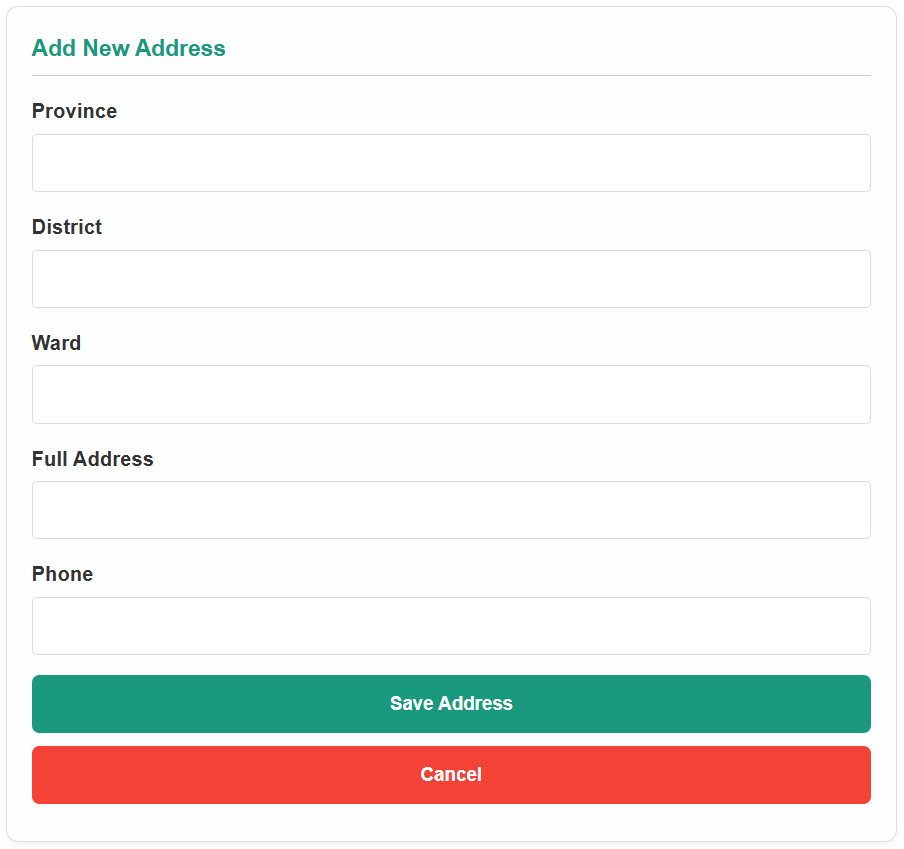 Add New Address
Province
District
Ward
Full Address
Phone
Save Address
Cancel